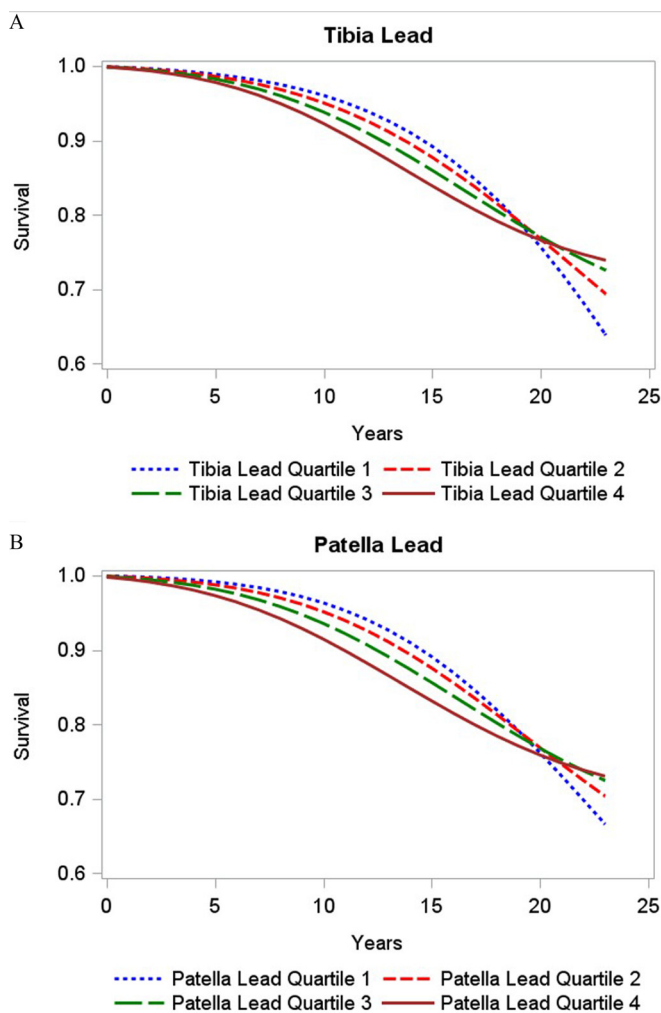 A
Tibia Lead
1.0
0.9
0.8
0.7
0.6
Survival
0 5 10 15 20 25
Years
Tibia Lead Quartile 1 Tibia Lead Quartile 2
Tibia Lead Quartile 3 Tibia Lead Quartile 4
B
Patella Lead
1.0
0.9
0.8
0.7
0.6
Survival
0 5 10 15 20 25
Years
Patella Lead Quartile 1 Patella Lead Quartile 2
Patella Lead Quartile 3 Patella Lead Quartile 4